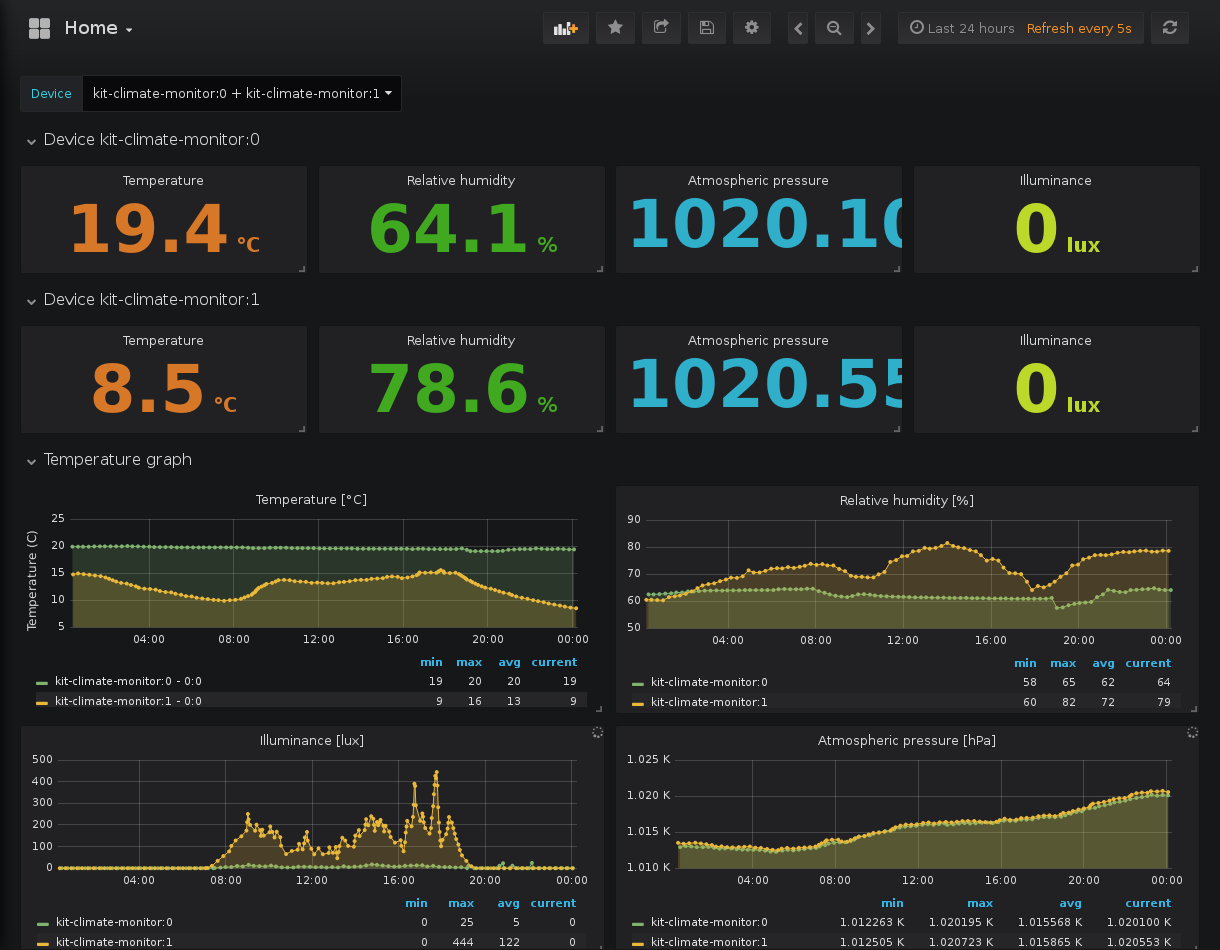 Home
Last 24 hours Refresh every 5s
Device kit-climate-monitor:0 + kit-climate-monitor:1
Device kit-climate-monitor:0
Temperature Relative humidity Atmospheric pressure Illuminance
19.4 °C 64.1 % 1020.10 0 lux
Device kit-climate-monitor:1
Temperature Relative humidity Atmospheric pressure Illuminance
8.5 °C 78.6 % 1020.55 0 lux
Temperature graph
Temperature [°C]
Temperature (C)
25
20
15
10
5
04:00 08:00 12:00 16:00 20:00 00:00
min max avg current
kit-climate-monitor:0 - 0:0 19 20 20 19
kit-climate-monitor:1 - 0:0 9 16 13 9
Relative humidity [%]
90
80
70
60
50
04:00 08:00 12:00 16:00 20:00 00:00
min max avg current
kit-climate-monitor:0 58 65 62 64
kit-climate-monitor:1 60 82 72 79
Illuminance [lux]
500
400
300
200
100
0
04:00 08:00 12:00 16:00 20:00 00:00
min max avg current
kit-climate-monitor:0 0 25 5 0
kit-climate-monitor:1 0 444 122 0
Atmospheric pressure [hPa]
1.025 K
1.020 K
1.015 K
1.010 K
04:00 08:00 12:00 16:00 20:00 00:00
min max avg current
kit-climate-monitor:0 1.012263 K 1.020195 K 1.015568 K 1.020100 K
kit-climate-monitor:1 1.012505 K 1.020723 K 1.015865 K 1.020553 K